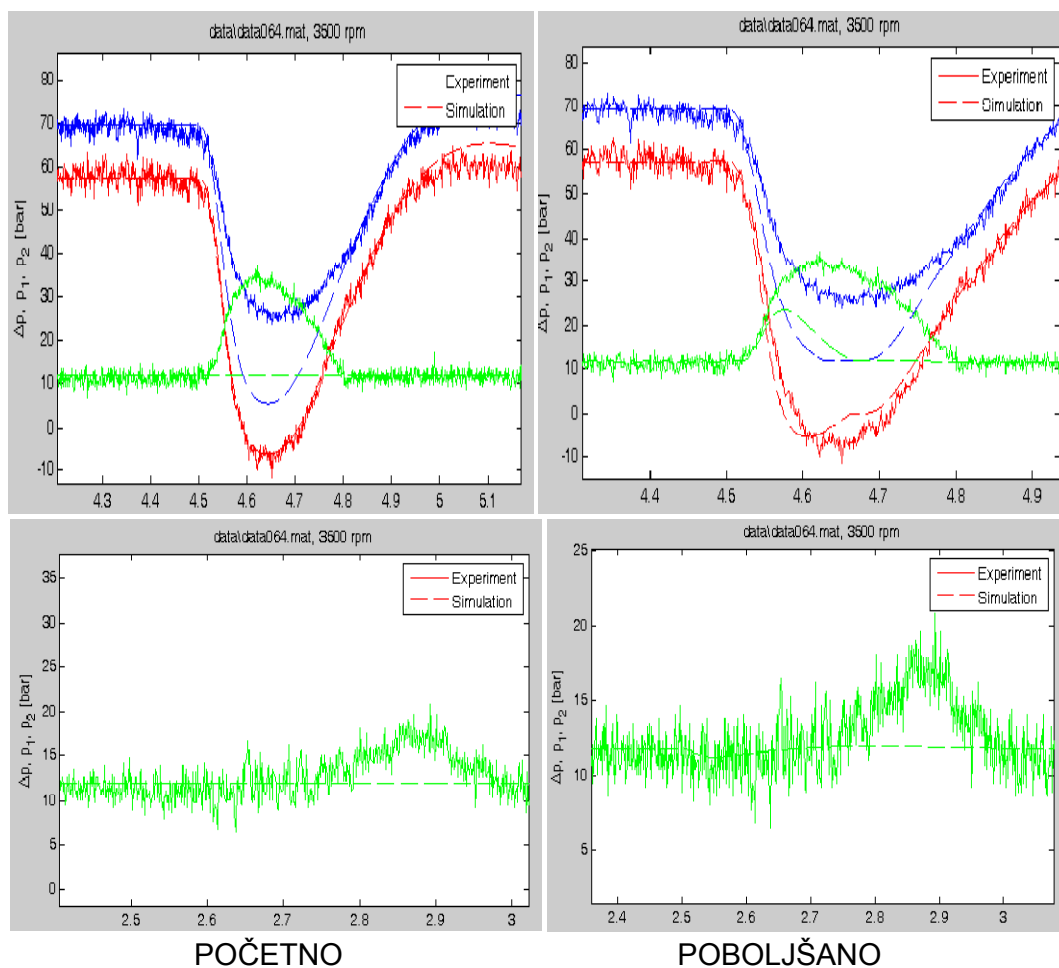 data\data064.mat, 3500 rpm
Experiment
Simulation
Δp, p₁, p₂ [bar]
80
70
60
50
40
30
20
10
0
-10
4.3 4.4 4.5 4.6 4.7 4.8 4.9 5 5.1
data\data064.mat, 3500 rpm
Experiment
Simulation
Δp, p₁, p₂ [bar]
80
70
60
50
40
30
20
10
0
-10
4.4 4.5 4.6 4.7 4.8 4.9
data\data064.mat, 3500 rpm
Experiment
Simulation
Δp, p₁, p₂ [bar]
35
30
25
20
15
10
5
0
2.5 2.6 2.7 2.8 2.9 3
data\data064.mat, 3500 rpm
Experiment
Simulation
Δp, p₁, p₂ [bar]
25
20
15
10
5
2.4 2.5 2.6 2.7 2.8 2.9 3
POČETNO
POBOLJŠANO